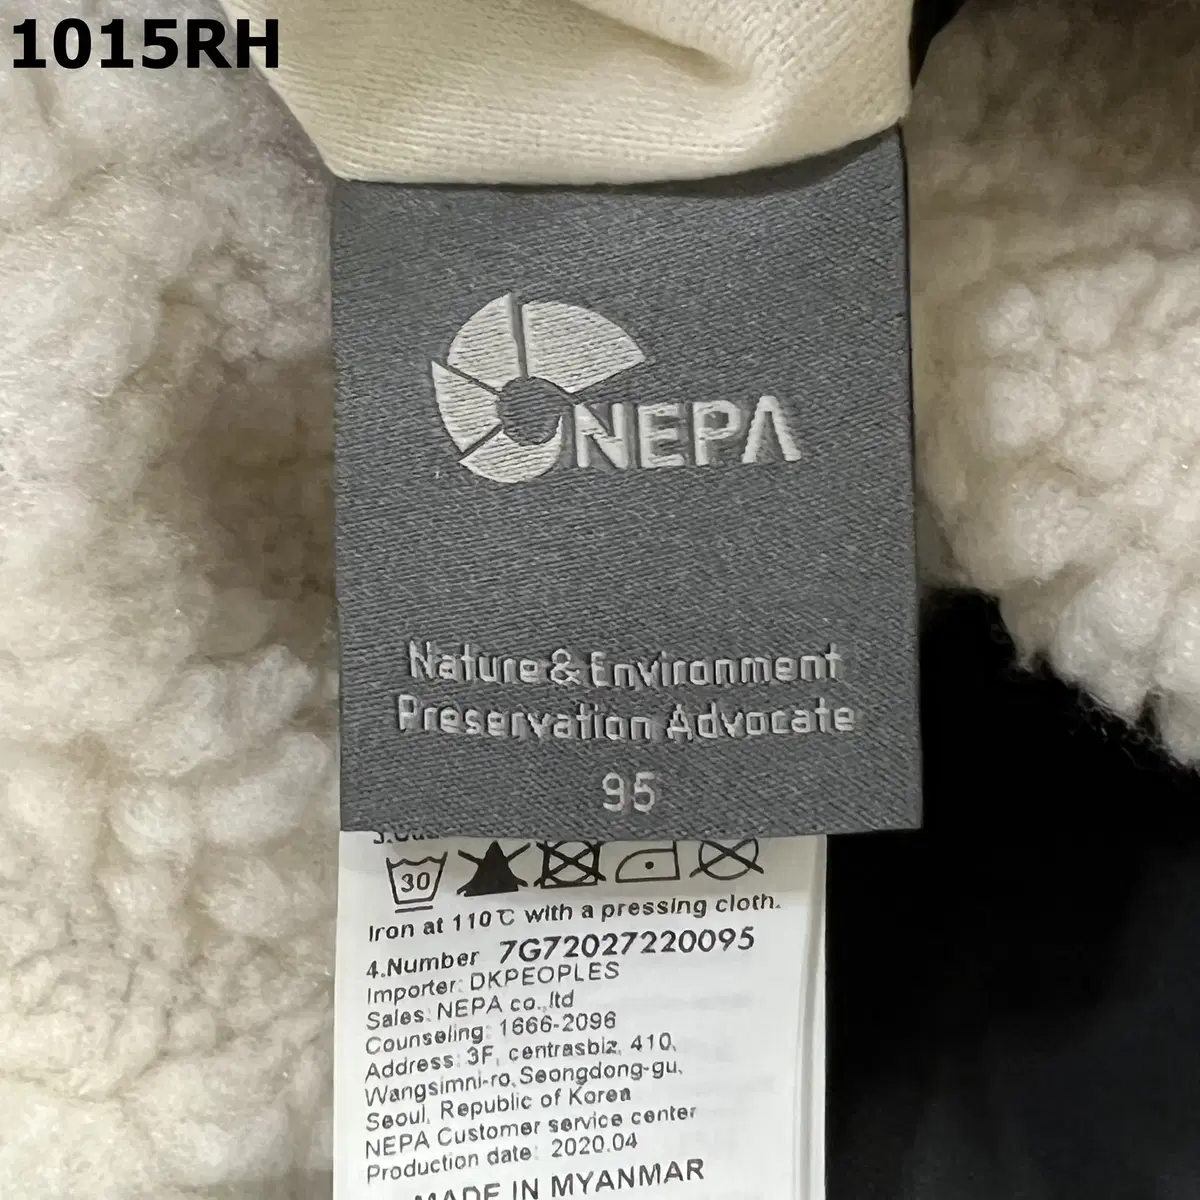 1015RH
NEPA
Nature & Environment
Preservation Advocate
95
30
Iron at 110℃ with a pressing cloth.
4.Number 7G72027220095
Importer: DKPEOPLES
Sales: NEPA co.,ltd
Counseling: 1666-2096
Address: 3F, centrasbiz, 410,
Wangsimni-ro, Seongdong-gu,
Seoul, Republic of Korea
NEPA Customer service center
Production date: 2020.04
MADE IN MYANMAR